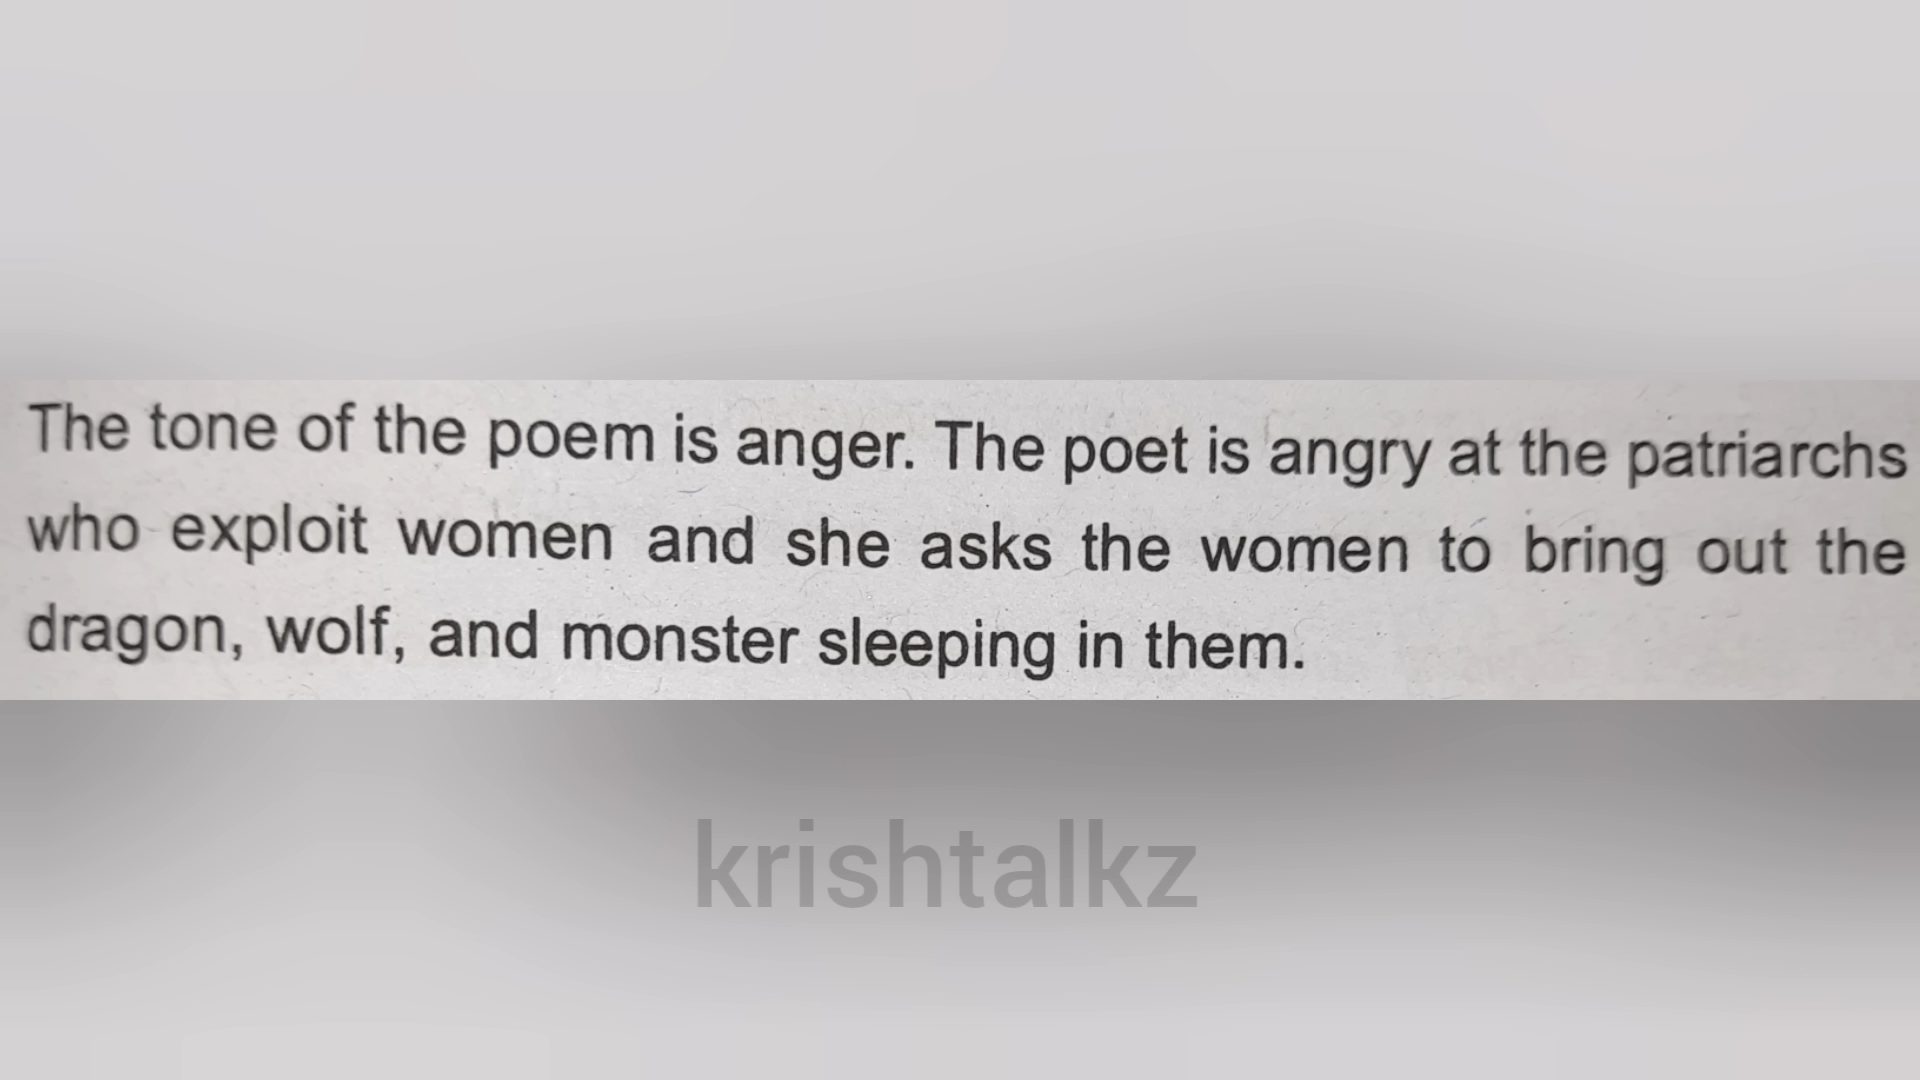 The tone of the poem is anger. The poet is angry at the patriarchs
who exploit women and she asks the women to bring out the
dragon, wolf, and monster sleeping in them.
krishtalkz